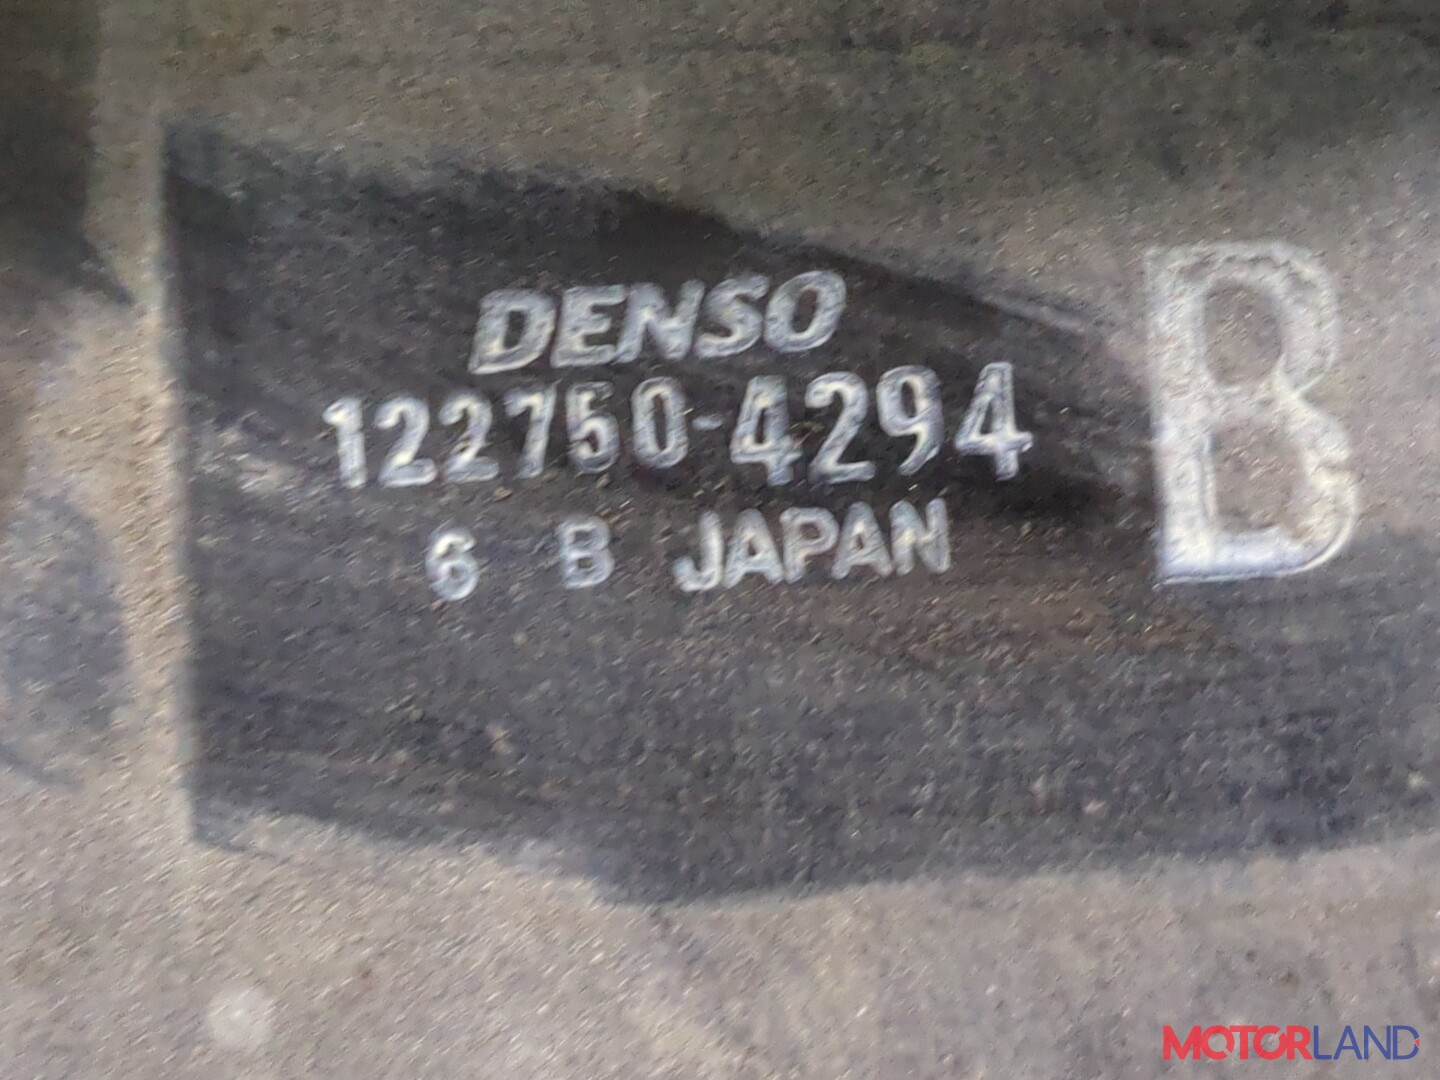 DENSO
122750-4294
6 B JAPAN
B
MOTORLAND